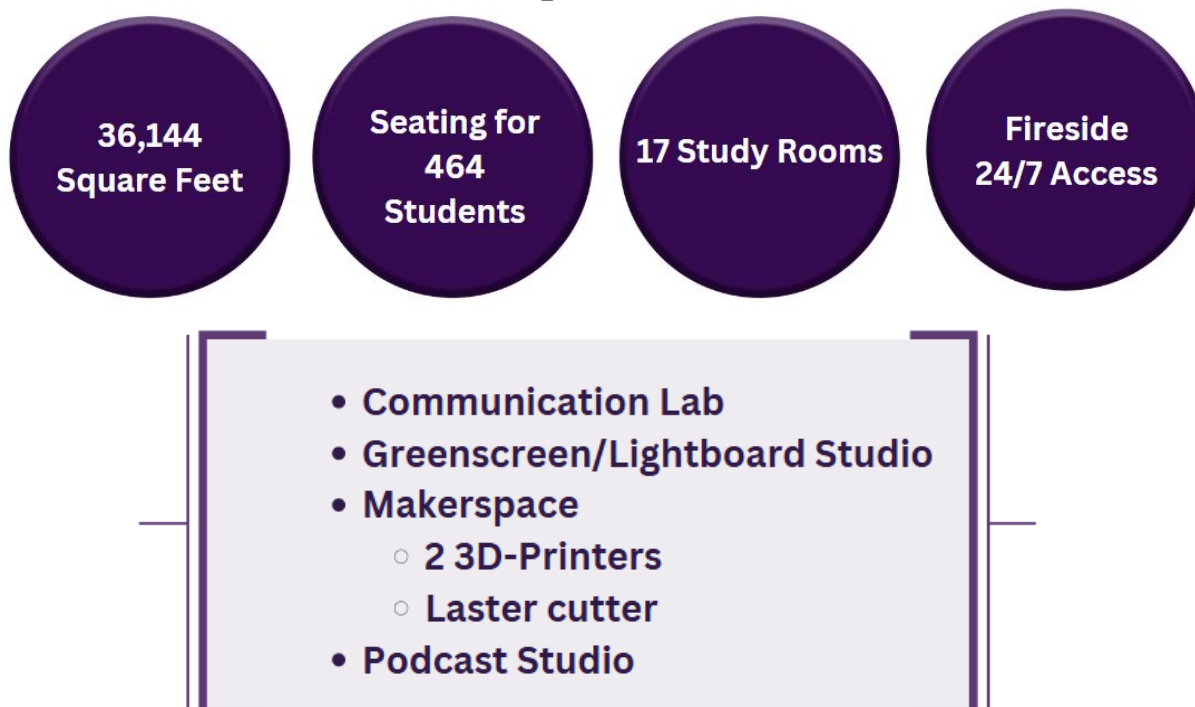 36,144
Square Feet
Seating for
464
Students
17 Study Rooms
Fireside
24/7 Access
• Communication Lab
• Greenscreen/Lightboard Studio
• Makerspace
○ 2 3D-Printers
○ Laster cutter
• Podcast Studio